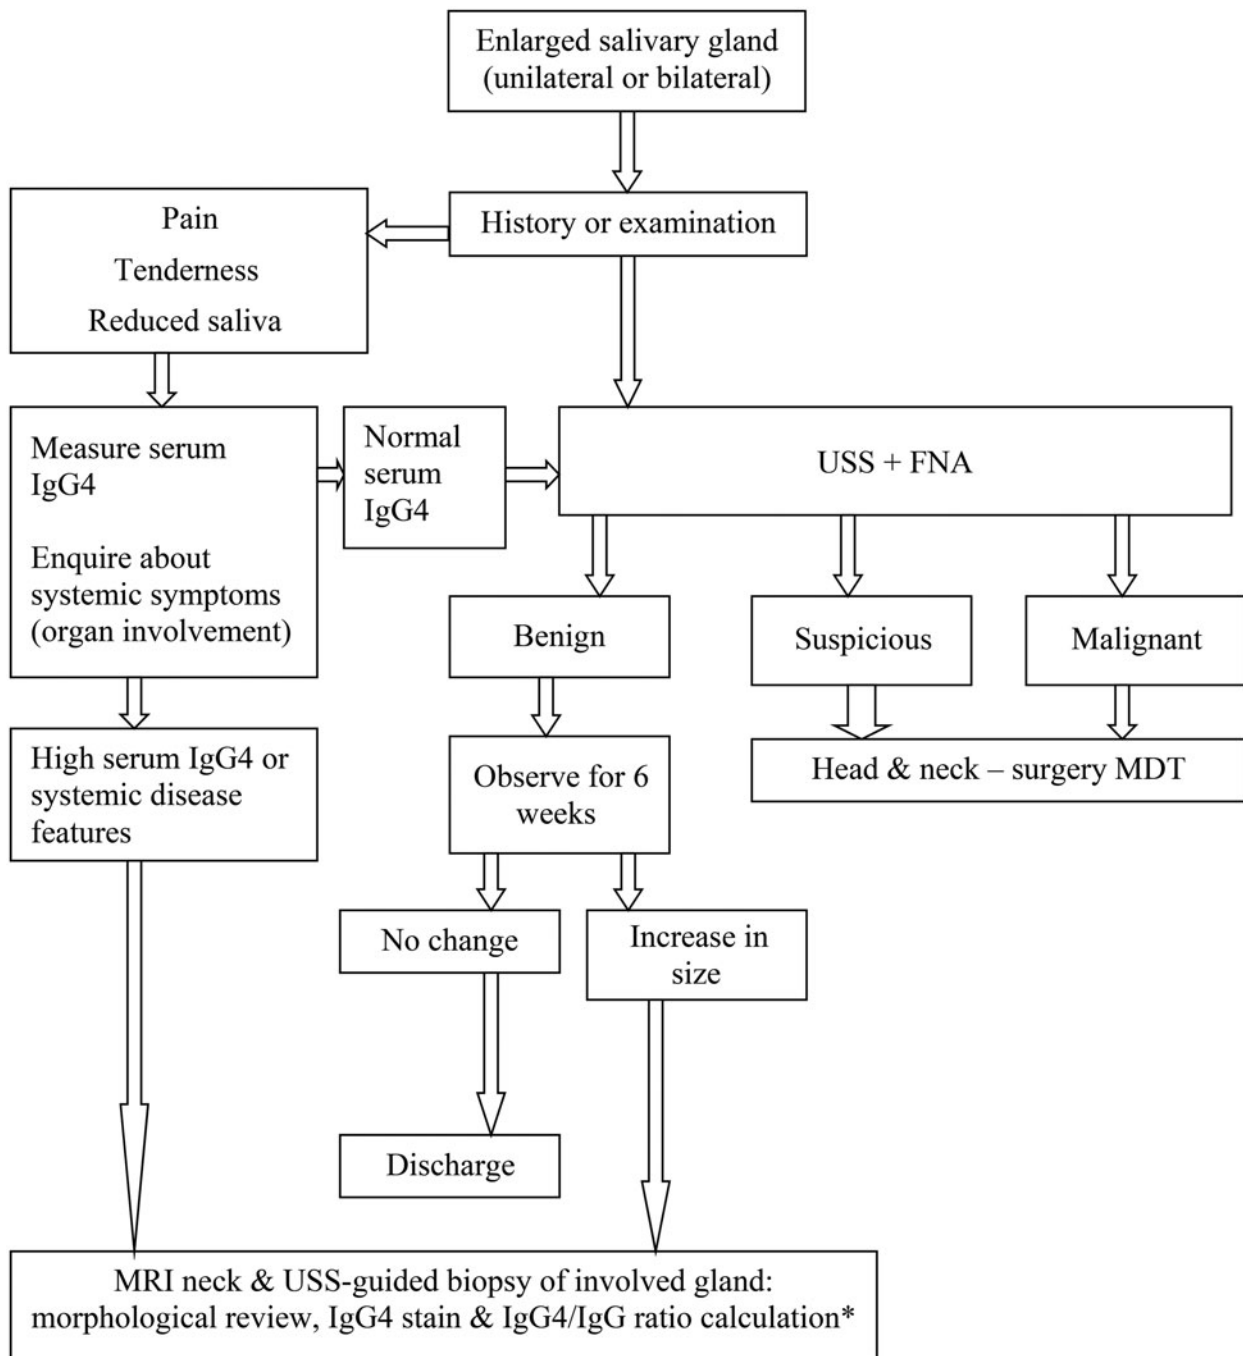 Enlarged salivary gland
(unilateral or bilateral)
History or examination
Pain
Tenderness
Reduced saliva
Measure serum
IgG4
Enquire about
systemic symptoms
(organ involvement)
Normal
serum
IgG4
USS + FNA
Benign
Suspicious
Malignant
High serum IgG4 or
systemic disease
features
Observe for 6
weeks
Head & neck – surgery MDT
No change
Increase in
size
Discharge
MRI neck & USS-guided biopsy of involved gland:
morphological review, IgG4 stain & IgG4/IgG ratio calculation*